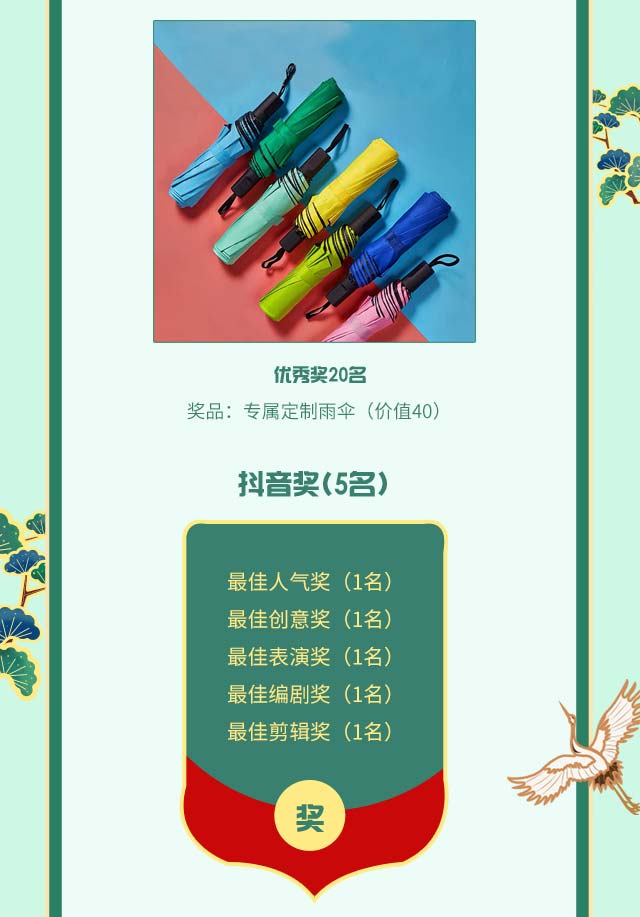 优秀奖20名
奖品：专属定制雨伞（价值40）
抖音奖(5名)
最佳人气奖（1名）
最佳创意奖（1名）
最佳表演奖（1名）
最佳编剧奖（1名）
最佳剪辑奖（1名）
奖